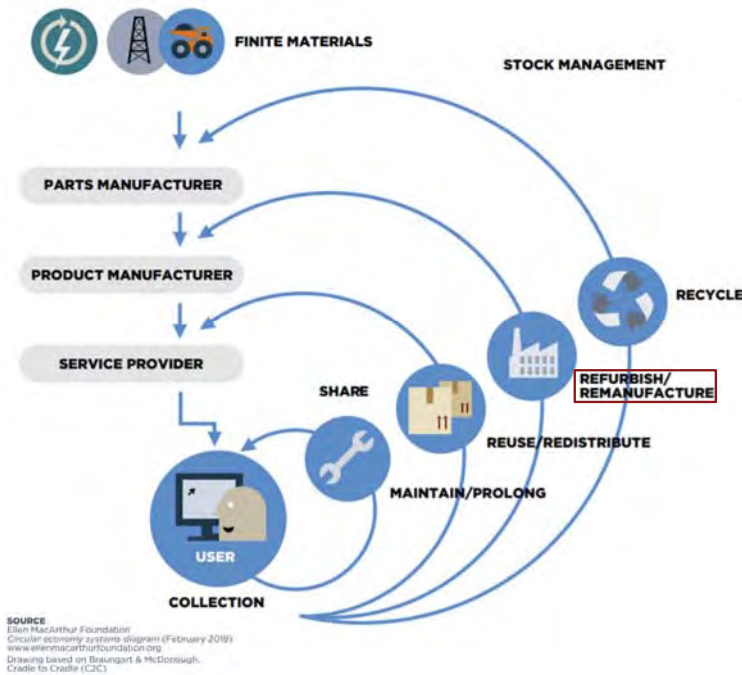 FINITE MATERIALS
STOCK MANAGEMENT
PARTS MANUFACTURER
PRODUCT MANUFACTURER
RECYCLE
SERVICE PROVIDER
REFURBISH/
REMANUFACTURE
SHARE
REUSE/REDISTRIBUTE
MAINTAIN/PROLONG
USER
COLLECTION
SOURCE
Ellen MacArthur Foundation
Circular economy systems diagram (February 2019)
www.ellenmacarthurfoundation.org
Drawing based on Braungart & McDonough,
Cradle to Cradle (C2C)